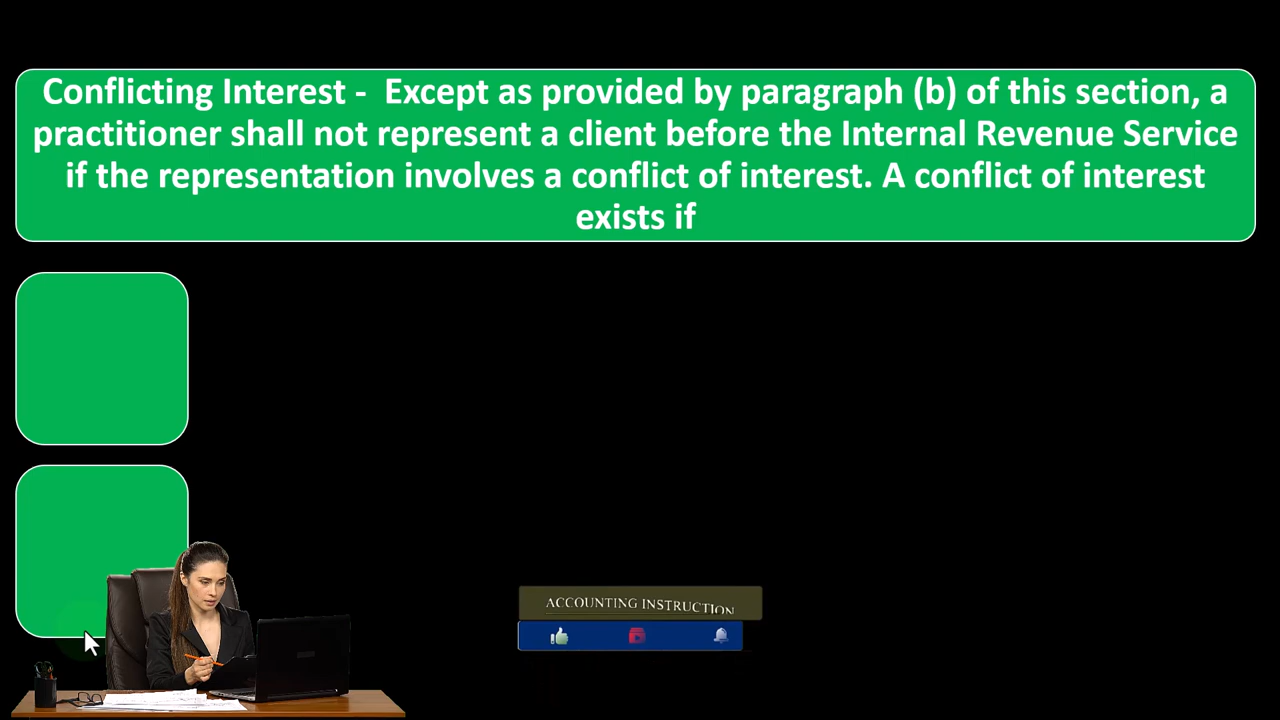 Conflicting Interest -  Except as provided by paragraph (b) of this section, a
practitioner shall not represent a client before the Internal Revenue Service
if the representation involves a conflict of interest. A conflict of interest
exists if
ACCOUNTING INSTRUCTION